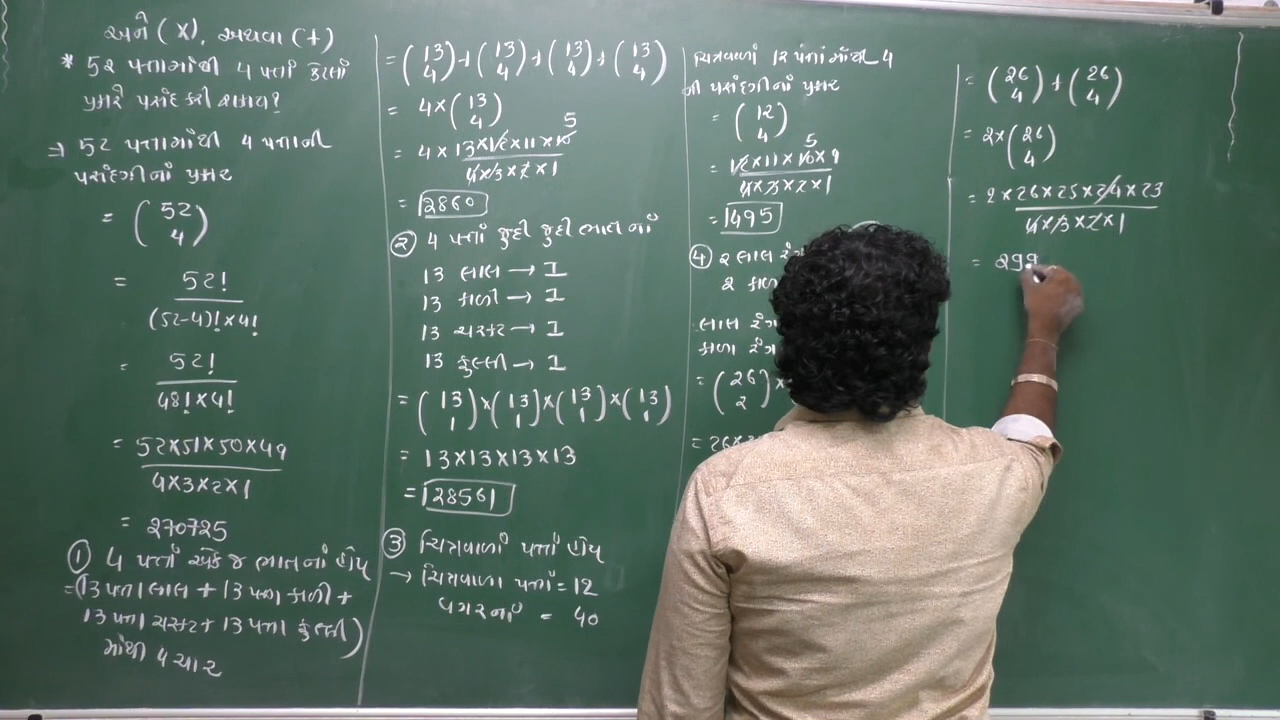 અને (×), અથવા (+)
* 52 પત્તામાંથી 4 પત્તાં કેટલાં
પ્રકારે પસંદ કરી શકાય?
→ 52 પત્તામાંથી 4 પત્તાની
પસંદગીનાં પ્રકાર
= (52 4)
= 52! / (52-4)! × 4!
= 52! / 48! × 4!
= 52×51×50×49 / 4×3×2×1
= 270725
① 4 પત્તાં એક જ ભાતનાં હોય
= (13 પત્તા લાલ + 13 પત્તા કાળી +
13 પત્તા ચરકટ + 13 પત્તા ફુલ્લી)
માંથી 4 ચાર
= (13 4) + (13 4) + (13 4) + (13 4)
= 4 × (13 4)
= 4 × 13×12×11×10 5 / 4×3×2×1
= 2860
② 4 પત્તાં જુદી જુદી ભાતનાં
13 લાલ → 1
13 કાળી → 1
13 ચરકટ → 1
13 ફુલ્લી → 1
= (13 1) × (13 1) × (13 1) × (13 1)
= 13×13×13×13
= 28561
③ ચિત્રવાળાં પત્તાં હોય
→ ચિત્રવાળા પત્તાં = 12
વગરનાં = 40
ચિત્રવાળાં 12 પત્તાંમાંથી 4
ની પસંદગીનાં પ્રકાર
= (12 4)
= 12×11×10×9 5 / 4×3×2×1
= 495
④ 2 લાલ
2
લાલ
કાળા
= (26 2) ×
= 26×
= (26 4) + (26 4)
= 2×(26 4)
= 2 × 26×25×24×23 / 4×3×2×1
= 299